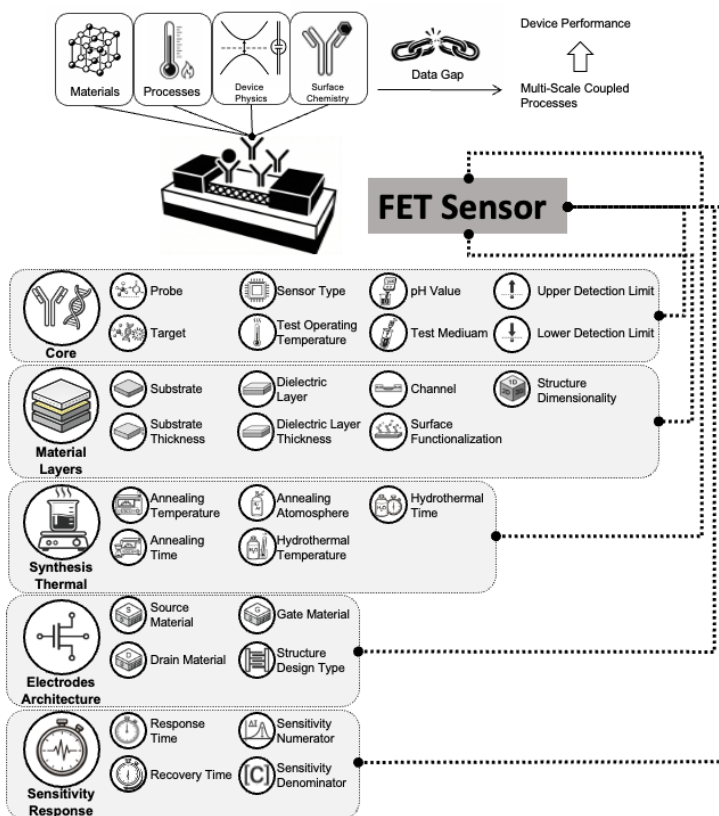 Materials
Processes
Device
Physics
Surface
Chemistry
Data Gap
Device Performance
Multi-Scale Coupled
Processes
FET Sensor
Core
Probe
Sensor Type
pH Value
Upper Detection Limit
Target
Test Operating
Temperature
Test Mediuam
Lower Detection Limit
Material
Layers
Substrate
Dielectric
Layer
Channel
1D
Structure
Dimensionality
Substrate
Thickness
Dielectric Layer
Thickness
Surface
Functionalization
Synthesis
Thermal
Annealing
Temperature
Annealing
Atomosphere
Hydrothermal
Time
Annealing
Time
Hydrothermal
Temperature
Electrodes
Architecture
S
Source
Material
G
Gate Material
D
Drain Material
Structure
Design Type
Sensitivity
Response
Response
Time
ΔI
Sensitivity
Numerator
Recovery Time
[C]
Sensitivity
Denominator